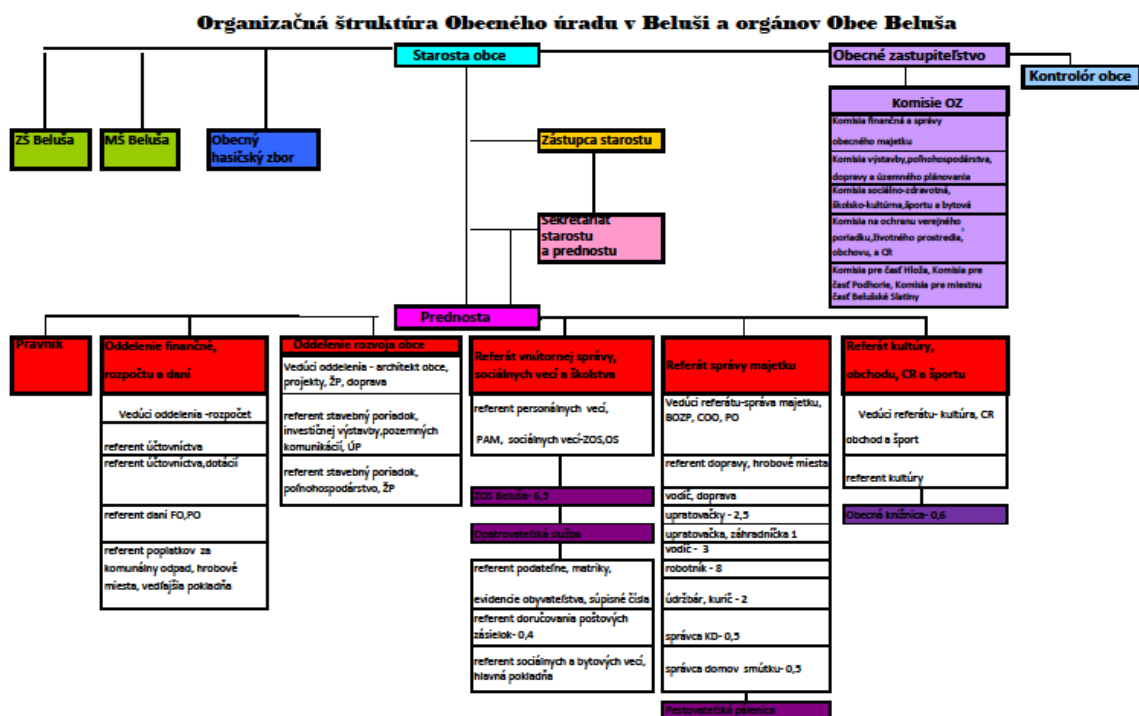 Organizačná štruktúra Obecného úradu v Beluši a orgánov Obce Beluša
Starosta obce
Obecné zastupiteľstvo
Kontrolór obce
Komisie OZ
Komisia finančná a správy
obecného majetku
Komisia výstavby,poľnohospodárstva,
dopravy a územného plánovania
Komisia sociálno-zdravotná,
školsko-kultúrna,športu a bytová
Komisia na ochranu verejného
poriadku,životného prostredia,
obchovu, a CR
Komisia pre časť Hloža, Komisia pre
časť Podhorie, Komisia pre miestnu
časť Belušské Slatiny
ZŠ Beluša
MŠ Beluša
Obecný
hasičský zbor
Zástupca starostu
Sekretariát
starostu
a prednostu
Prednosta
Právnik
Oddelenie finančné,
rozpočtu a daní
Vedúci oddelenia -rozpočet
referent účtovníctva
referent účtovníctva,dotácií
referent daní FO,PO
referent poplatkov za
komunálny odpad, hrobové
miesta, vedľajšia pokladňa
Oddelenie rozvoja obce
Vedúci oddelenia - architekt obce,
projekty, ŽP, doprava
referent stavebný poriadok,
investičnej výstavby,pozemných
komunikácií, ÚP
referent stavebný poriadok,
poľnohospodárstvo, ŽP
Referát vnútornej správy,
sociálnych vecí a školstva
referent personálnych vecí,
PAM, sociálnych vecí-ZOS,OS
ZOS Beluša- 6,5
Opatrovateľská služba
referent podateľne, matriky,
evidencie obyvateľstva, súpisné čísla
referent doručovania poštových
zásielok- 0,4
referent sociálnych a bytových vecí,
hlavná pokladňa
Referát správy majetku
Vedúci referátu-správa majetku,
BOZP, COO, PO
referent dopravy, hrobové miesta
vodič, doprava
upratovačky - 2,5
upratovačka, záhradníčka 1
vodič - 3
robotník - 8
údržbár, kurič - 2
správca KD- 0,5
správca domov smútku- 0,5
Pestovateľská pálenica
Referát kultúry,
obchodu, CR a športu
Vedúci referátu- kultúra, CR
obchod a šport
referent kultúry
Obecná knižnica- 0,6